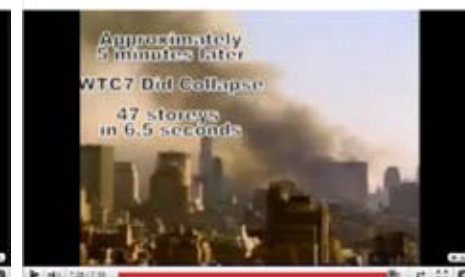 Approximately
5 minutes later
WTC7 Did Collapse
47 storeys
in 6.5 seconds